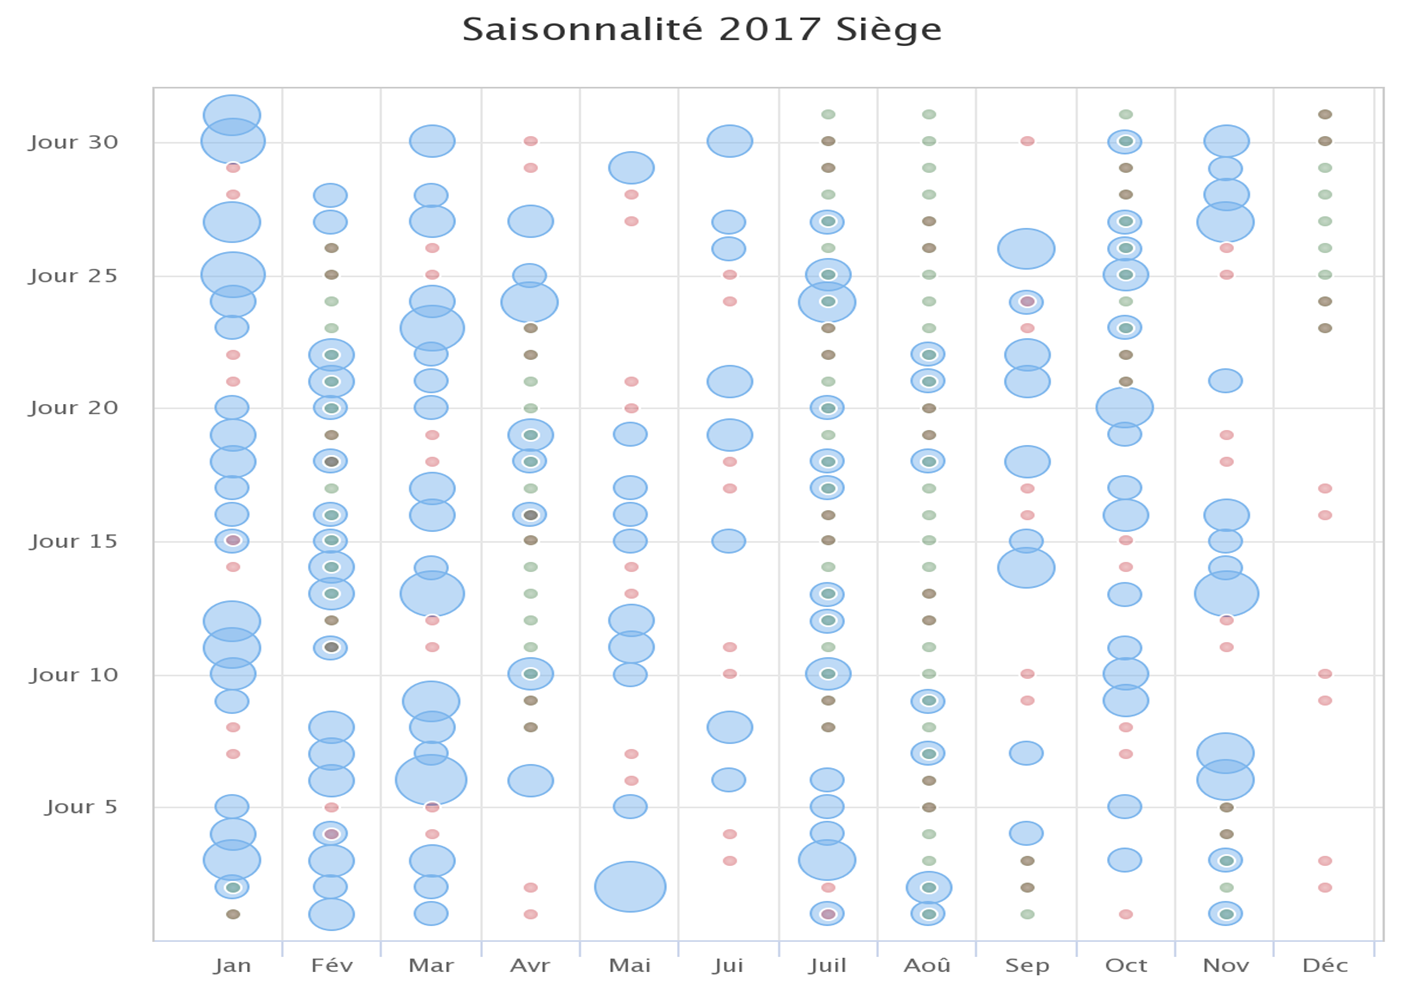 Saisonnalité 2017 Siège
Jour 30
Jour 25
Jour 20
Jour 15
Jour 10
Jour 5
Jan Fév Mar Avr Mai Jui Juil Aoû Sep Oct Nov Déc